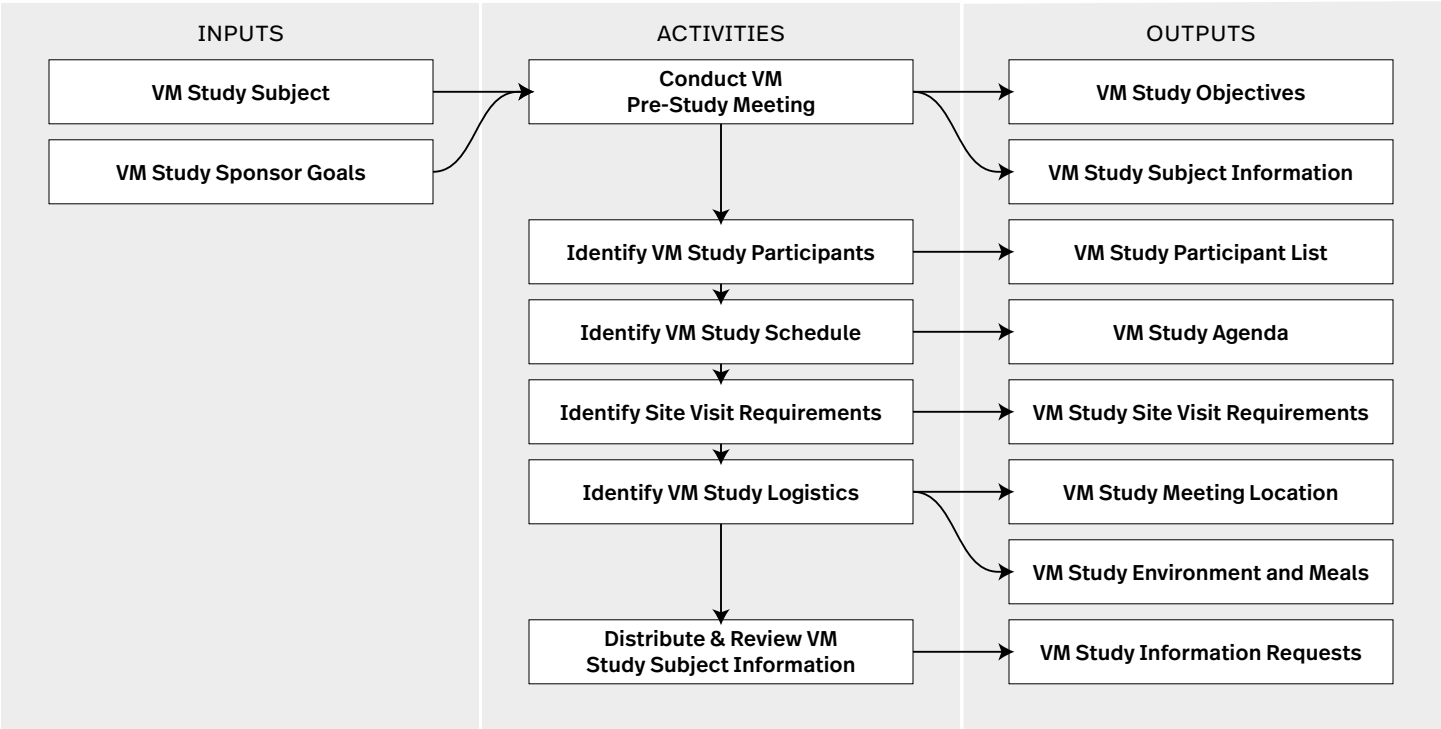 INPUTS
ACTIVITIES
OUTPUTS
VM Study Subject
Conduct VM
Pre-Study Meeting
VM Study Objectives
VM Study Sponsor Goals
VM Study Subject Information
Identify VM Study Participants
VM Study Participant List
Identify VM Study Schedule
VM Study Agenda
Identify Site Visit Requirements
VM Study Site Visit Requirements
Identify VM Study Logistics
VM Study Meeting Location
VM Study Environment and Meals
Distribute & Review VM
Study Subject Information
VM Study Information Requests